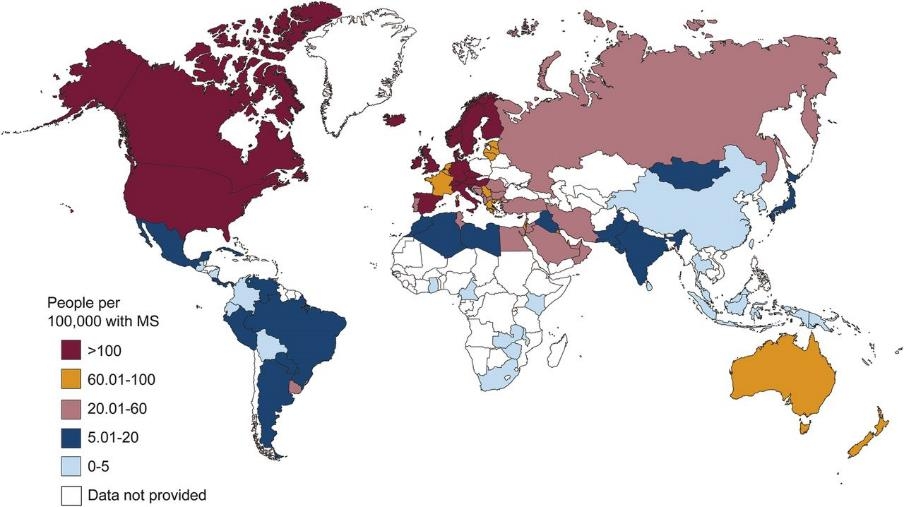 People per
100,000 with MS
>100
60.01-100
20.01-60
5.01-20
0-5
Data not provided